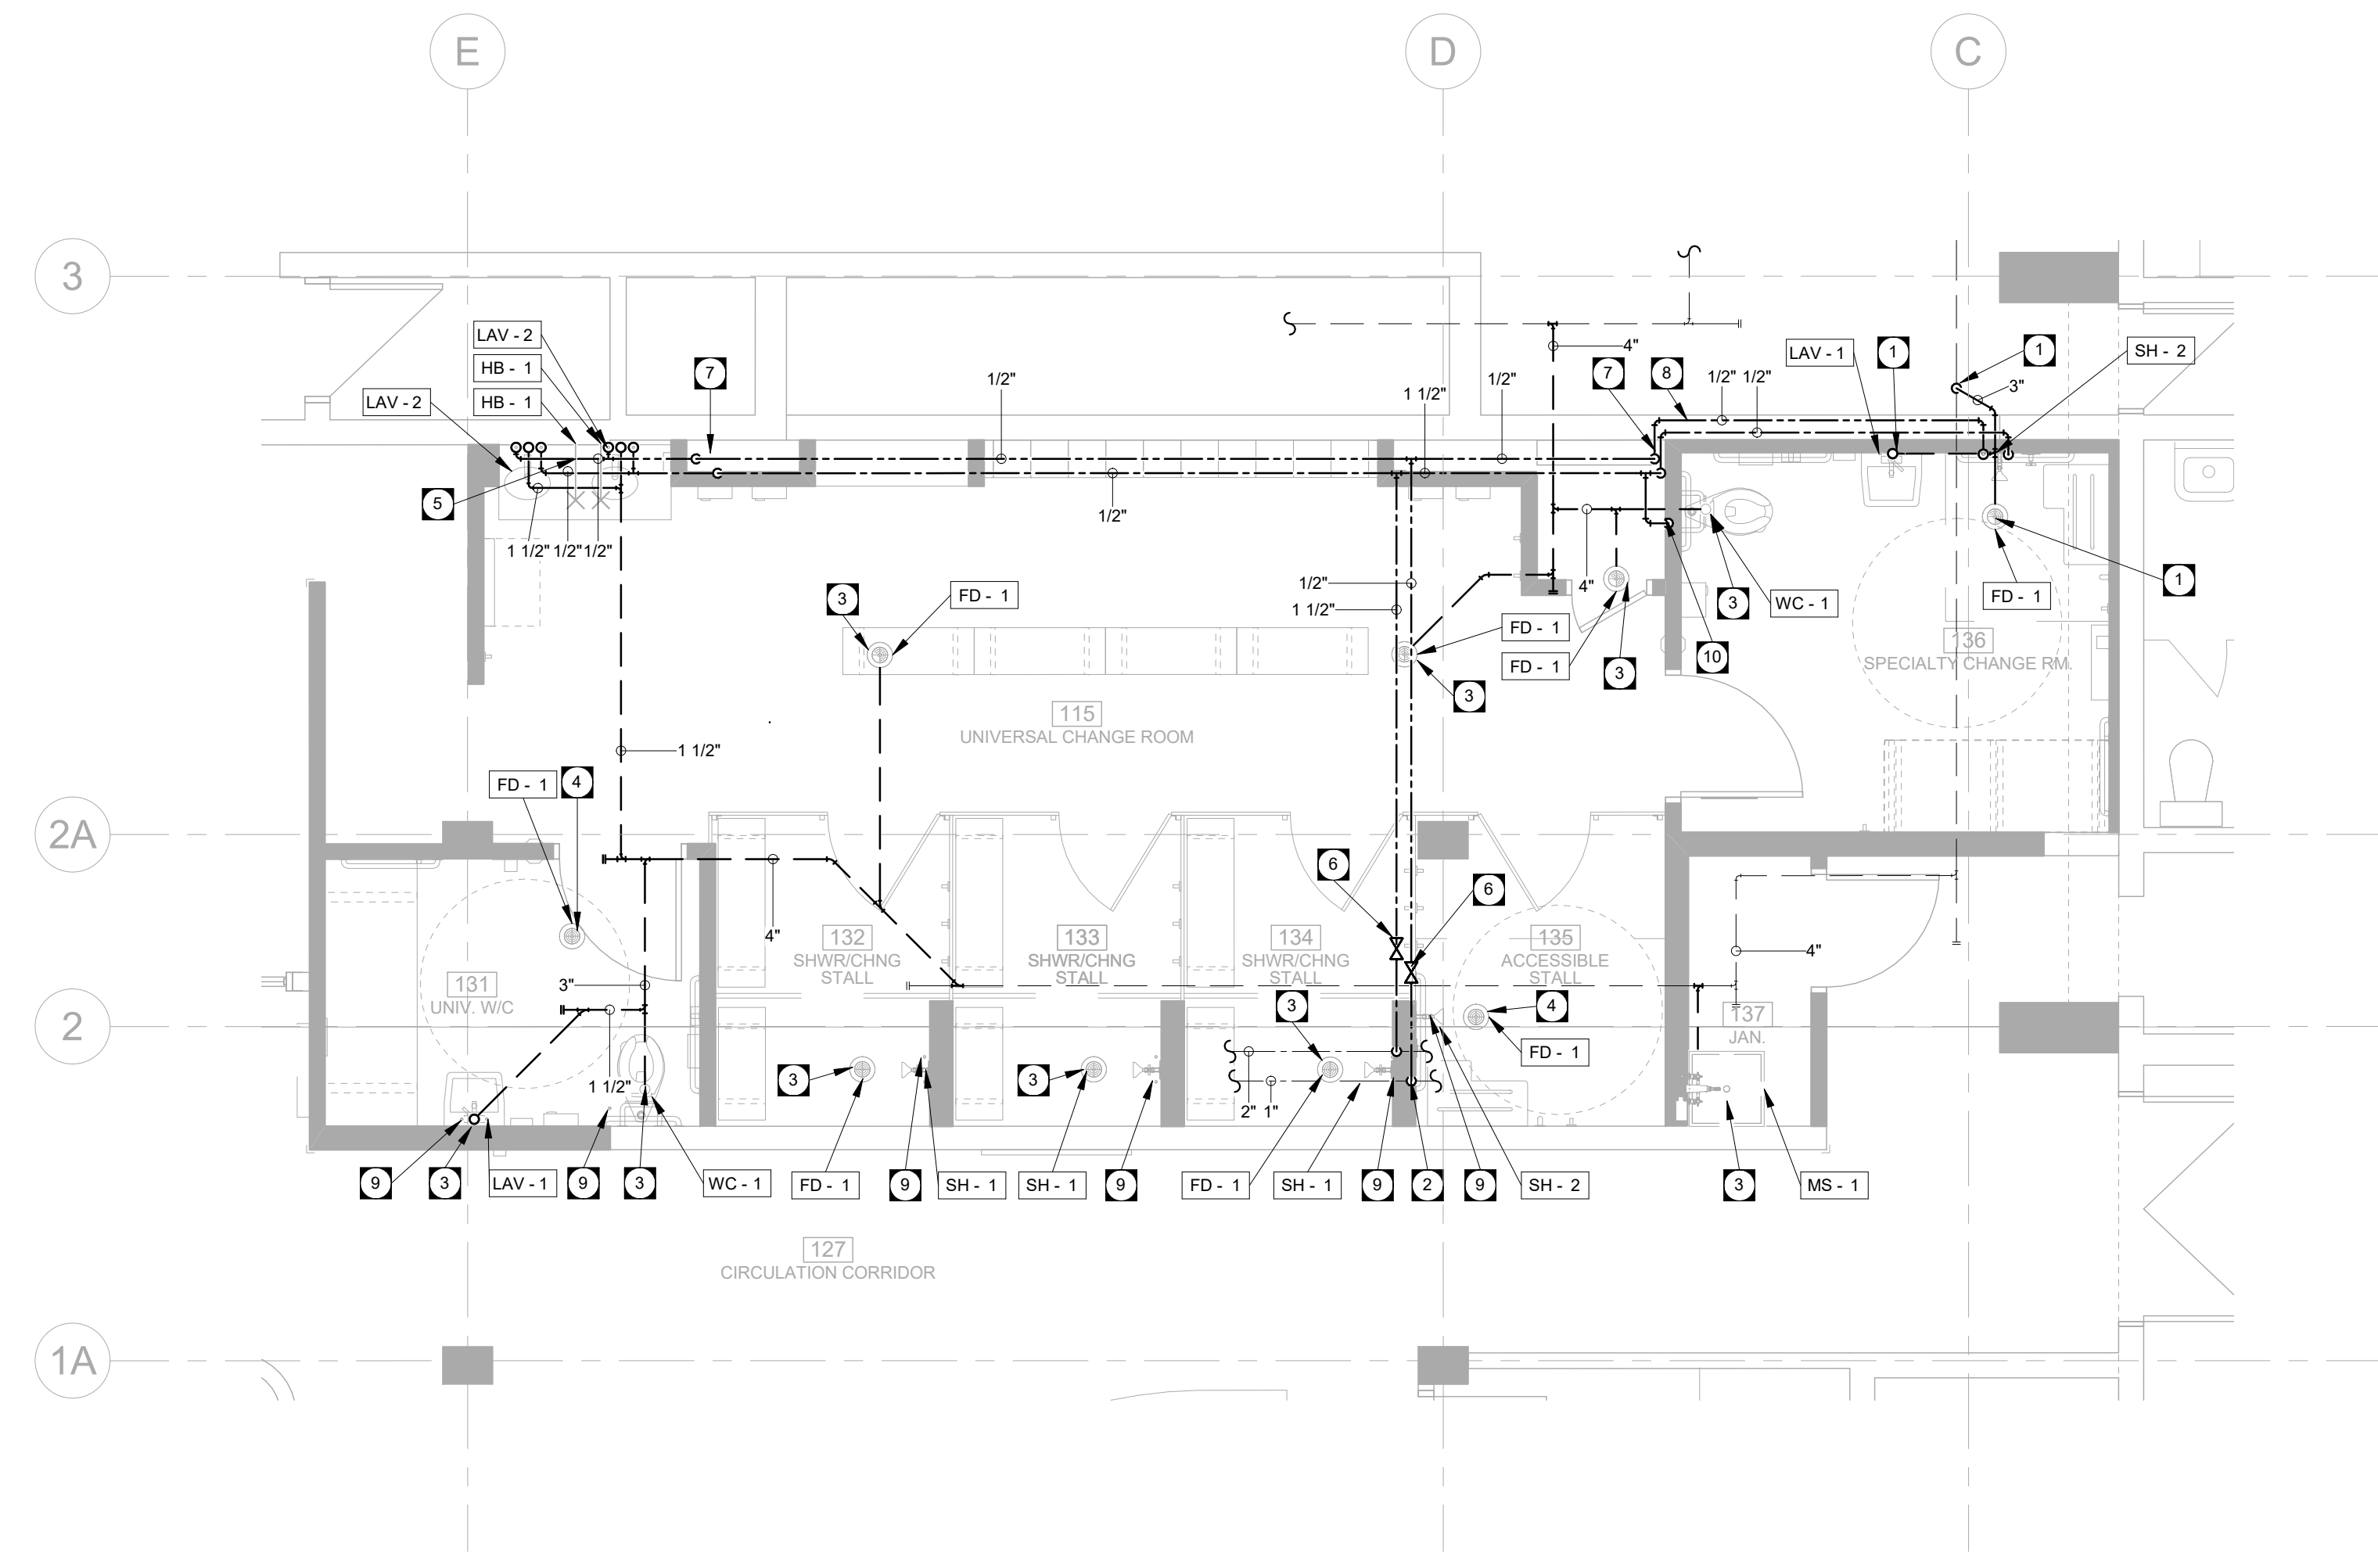 E
D
C
3
LAV - 2
HB - 1
LAV - 2
HB - 1
7
1/2"
1 1/2"
1/2"
4"
7
8
1/2"
1/2"
LAV - 1
1
1
SH - 2
3"
5
1 1/2"
1/2"
1/2"
1/2"
1/2"
1 1/2"
4"
3
FD - 1
FD - 1
FD - 1
3
3
10
3
WC - 1
FD - 1
1
136
SPECIALTY CHANGE RM.
115
UNIVERSAL CHANGE ROOM
1 1/2"
FD - 1
4
2A
6
6
4"
132
SHWR/CHNG
STALL
133
SHWR/CHNG
STALL
134
SHWR/CHNG
STALL
135
ACCESSIBLE
STALL
4"
131
UNIV. W/C
3"
2
3
4
137
JAN.
FD - 1
1 1/2"
3
3
2"
1"
9
3
LAV - 1
9
3
WC - 1
FD - 1
9
SH - 1
SH - 1
9
FD - 1
SH - 1
9
2
9
SH - 2
3
MS - 1
127
CIRCULATION CORRIDOR
1A